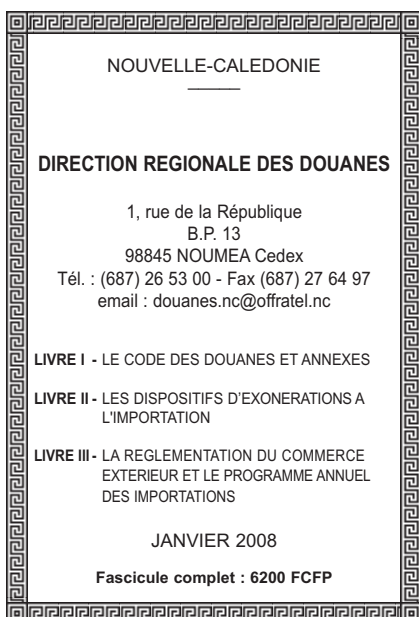 NOUVELLE-CALEDONIE
DIRECTION REGIONALE DES DOUANES
1, rue de la République
B.P. 13
98845 NOUMEA Cedex
Tél. : (687) 26 53 00 - Fax (687) 27 64 97
email : douanes.nc@offratel.nc
LIVRE I - LE CODE DES DOUANES ET ANNEXES
LIVRE II - LES DISPOSITIFS D'EXONERATIONS A
L'IMPORTATION
LIVRE III - LA REGLEMENTATION DU COMMERCE
EXTERIEUR ET LE PROGRAMME ANNUEL
DES IMPORTATIONS
JANVIER 2008
Fascicule complet : 6200 FCFP